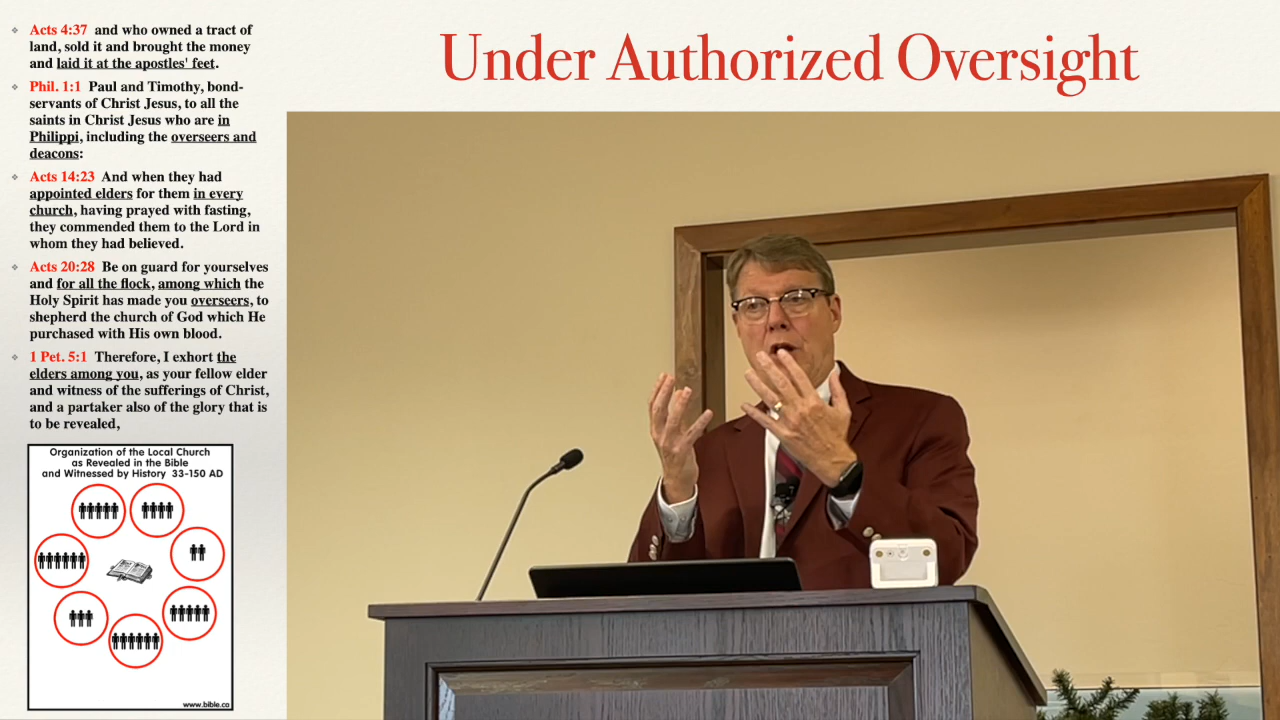 Under Authorized Oversight
Acts 4:37 and who owned a tract of
land, sold it and brought the money
and laid it at the apostles' feet.
Phil. 1:1 Paul and Timothy, bond-
servants of Christ Jesus, to all the
saints in Christ Jesus who are in
Philippi, including the overseers and
deacons:
Acts 14:23 And when they had
appointed elders for them in every
church, having prayed with fasting,
they commended them to the Lord in
whom they had believed.
Acts 20:28 Be on guard for yourselves
and for all the flock, among which the
Holy Spirit has made you overseers, to
shepherd the church of God which He
purchased with His own blood.
1 Pet. 5:1 Therefore, I exhort the
elders among you, as your fellow elder
and witness of the sufferings of Christ,
and a partaker also of the glory that is
to be revealed,
Organization of the Local Church
as Revealed in the Bible
and Witnessed by History 33-150 AD
www.bible.ca